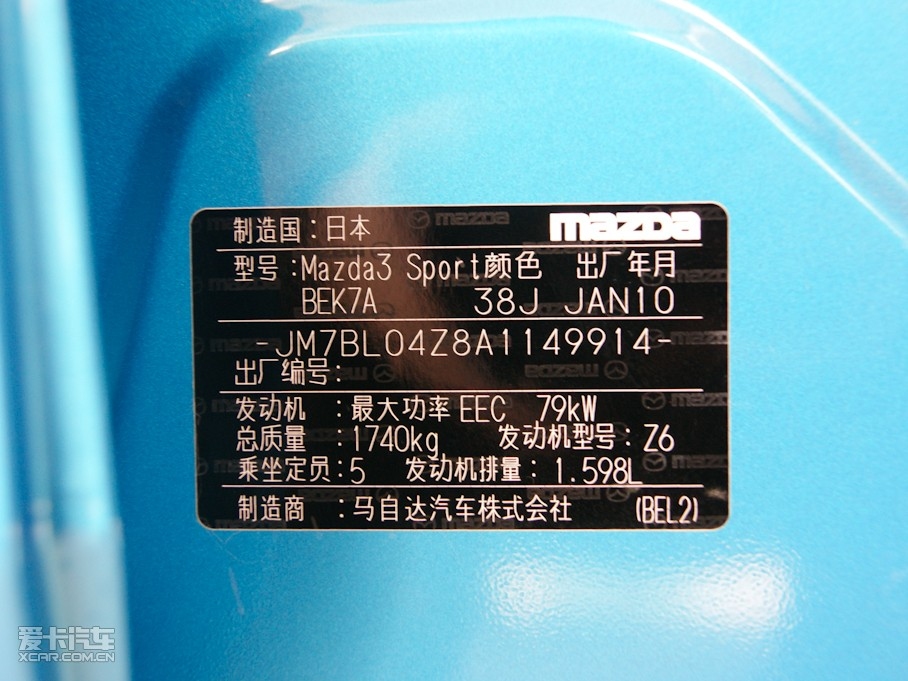 制造国：日本 mazda
型号：Mazda3 Sport颜色 出厂年月
BEK7A 38J JAN10
-JM7BL04Z8A1149914-
出厂编号：
发动机 ：最大功率 EEC 79kW
总质量 ：1740kg 发动机型号：Z6
乘坐定员：5 发动机排量：1.598L
制造商 ：马自达汽车株式会社 (BEL2)
爱卡汽车
XCAR.COM.CN